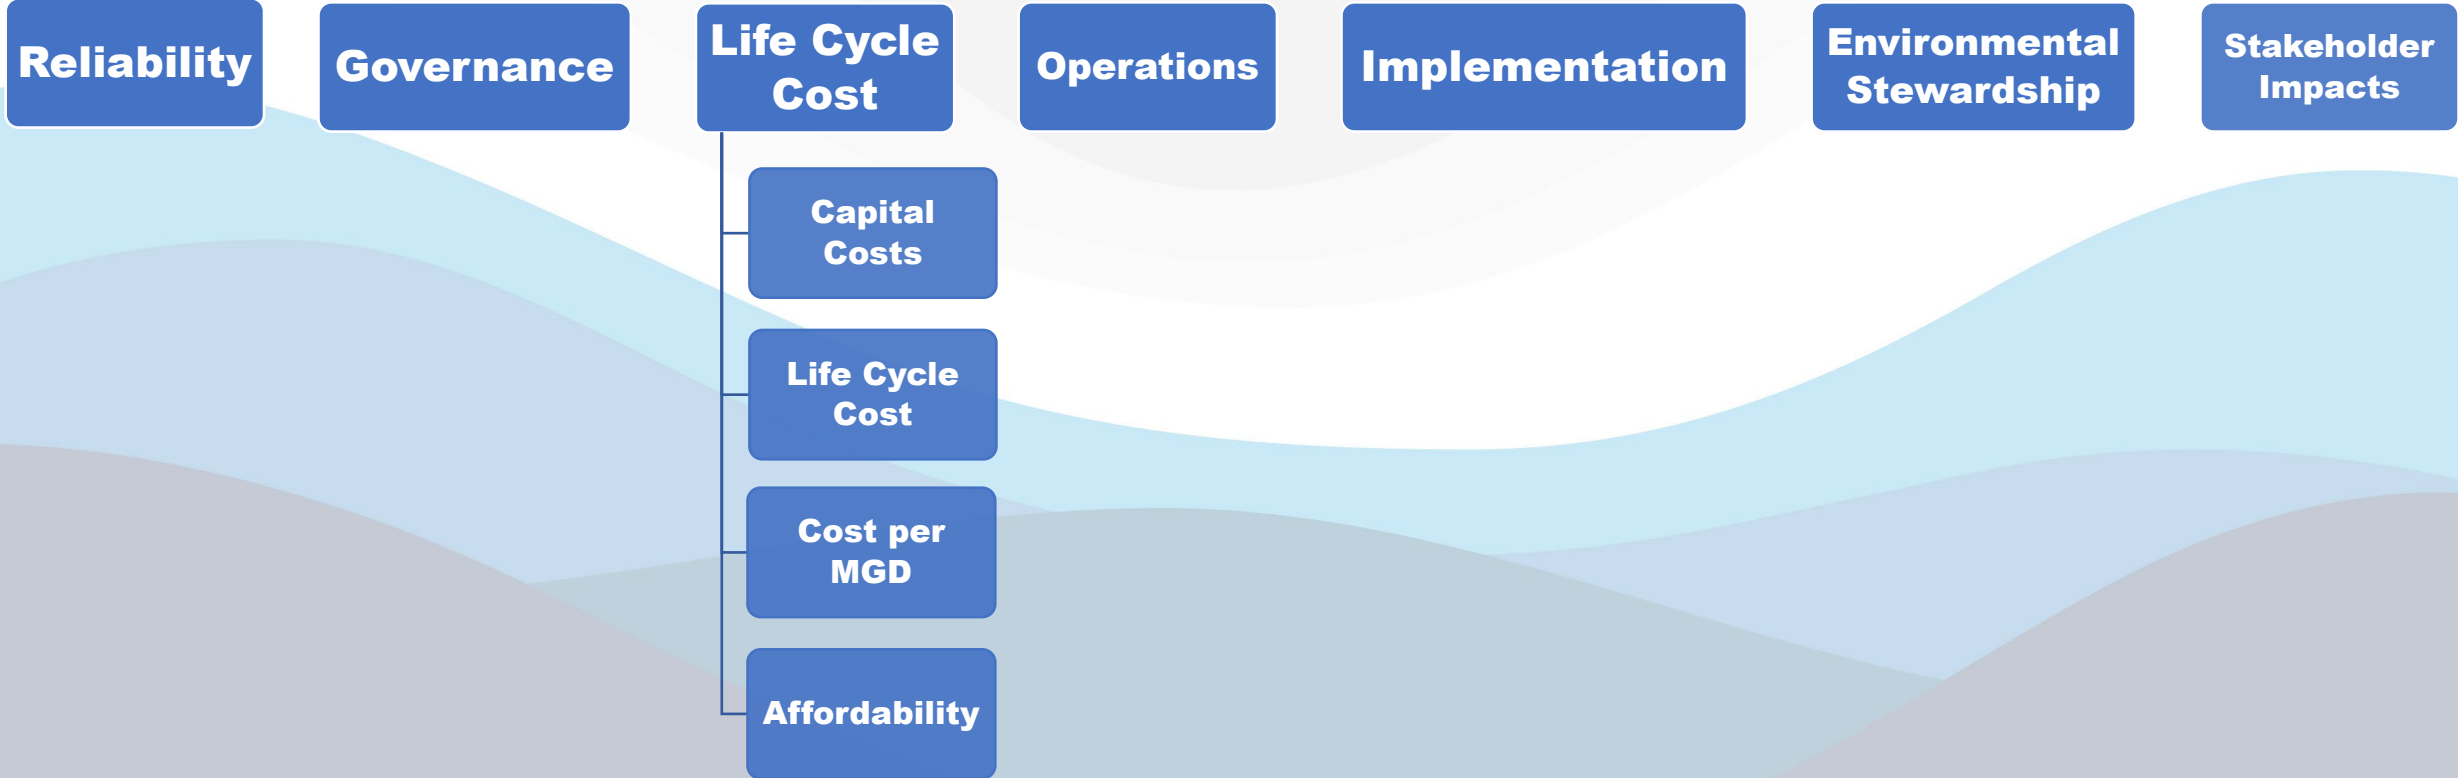 Reliability
Governance
Life Cycle
Cost
Operations
Implementation
Environmental
Stewardship
Stakeholder
Impacts
Capital
Costs
Life Cycle
Cost
Cost per
MGD
Affordability